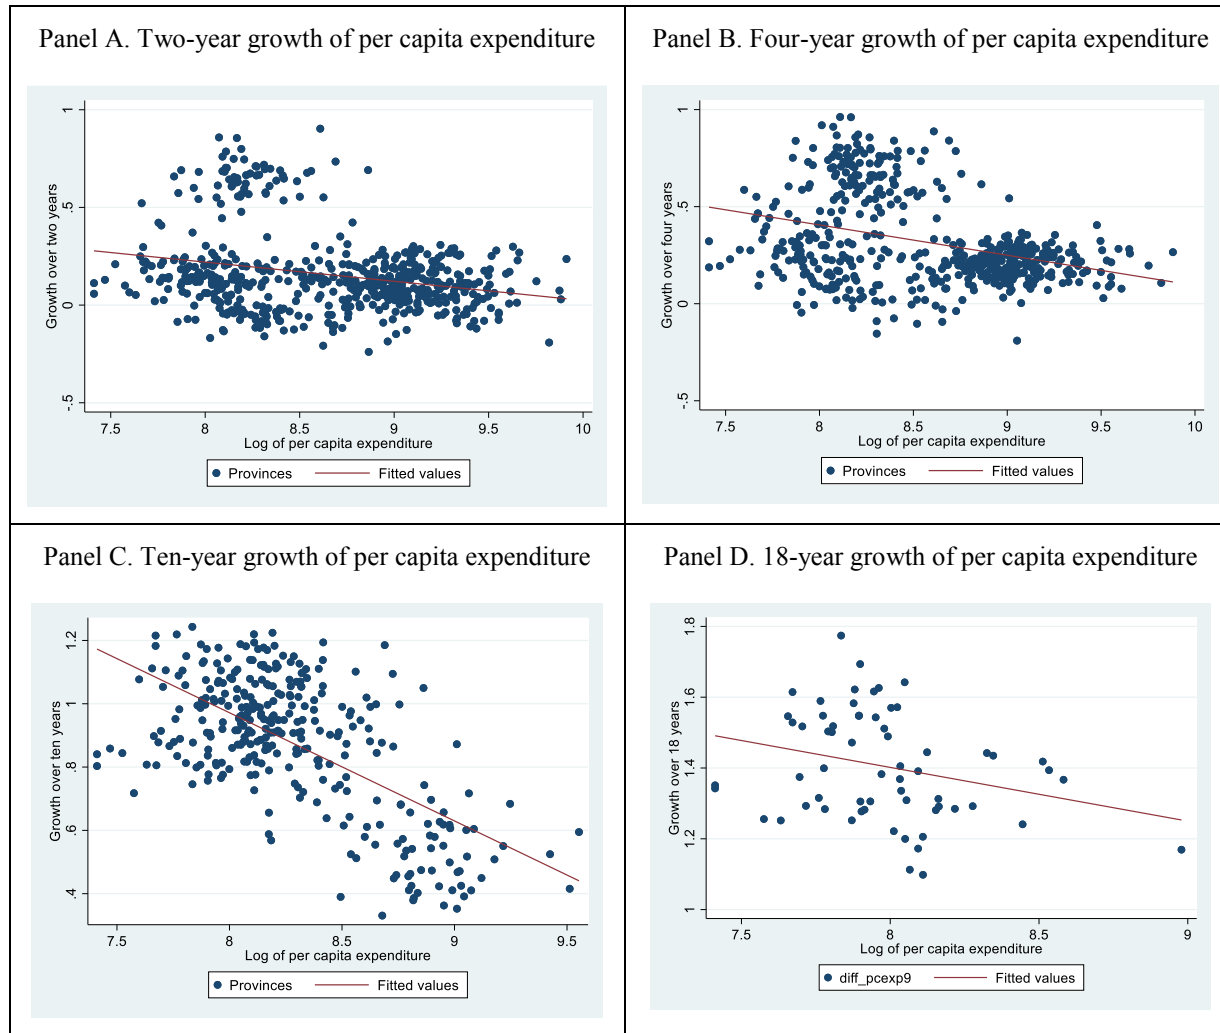 Panel A. Two-year growth of per capita expenditure
Growth over two years
1
.5
0
-.5
7.5 8 8.5 9 9.5 10
Log of per capita expenditure
Provinces Fitted values
Panel B. Four-year growth of per capita expenditure
Growth over four years
1
.5
0
-.5
7.5 8 8.5 9 9.5 10
Log of per capita expenditure
Provinces Fitted values
Panel C. Ten-year growth of per capita expenditure
Growth over ten years
1.2
1
.8
.6
.4
7.5 8 8.5 9 9.5
Log of per capita expenditure
Provinces Fitted values
Panel D. 18-year growth of per capita expenditure
Growth over 18 years
1.8
1.6
1.4
1.2
1
7.5 8 8.5 9
Log of per capita expenditure
diff_pcexp9 Fitted values